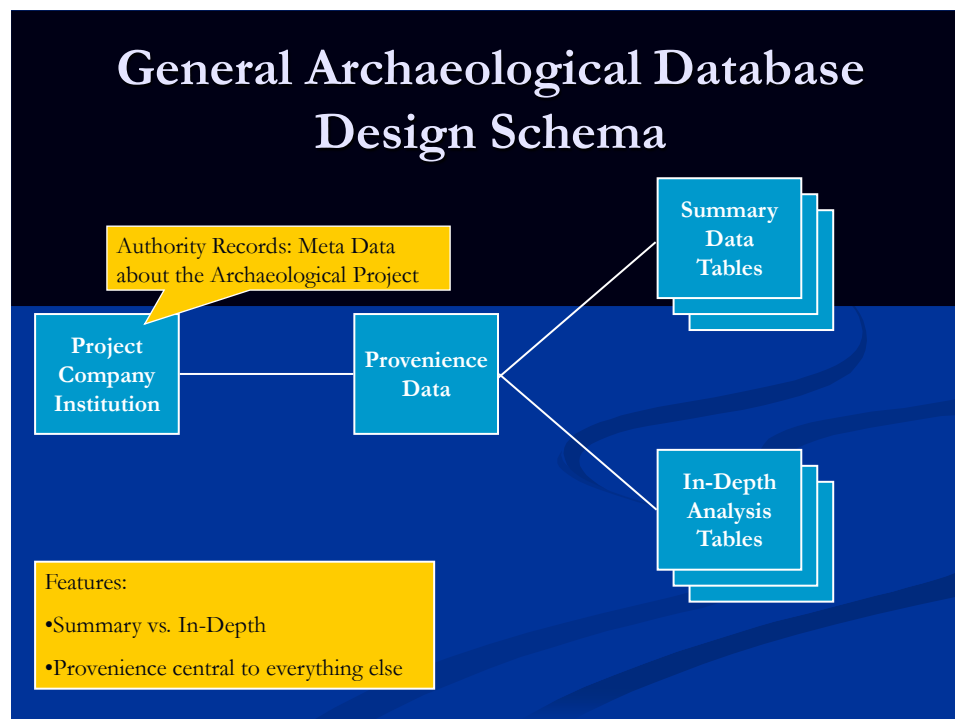 General Archaeological Database
Design Schema
Authority Records: Meta Data
about the Archaeological Project
Project
Company
Institution
Provenience
Data
Summary
Data
Tables
In-Depth
Analysis
Tables
Features:
•Summary vs. In-Depth
•Provenience central to everything else